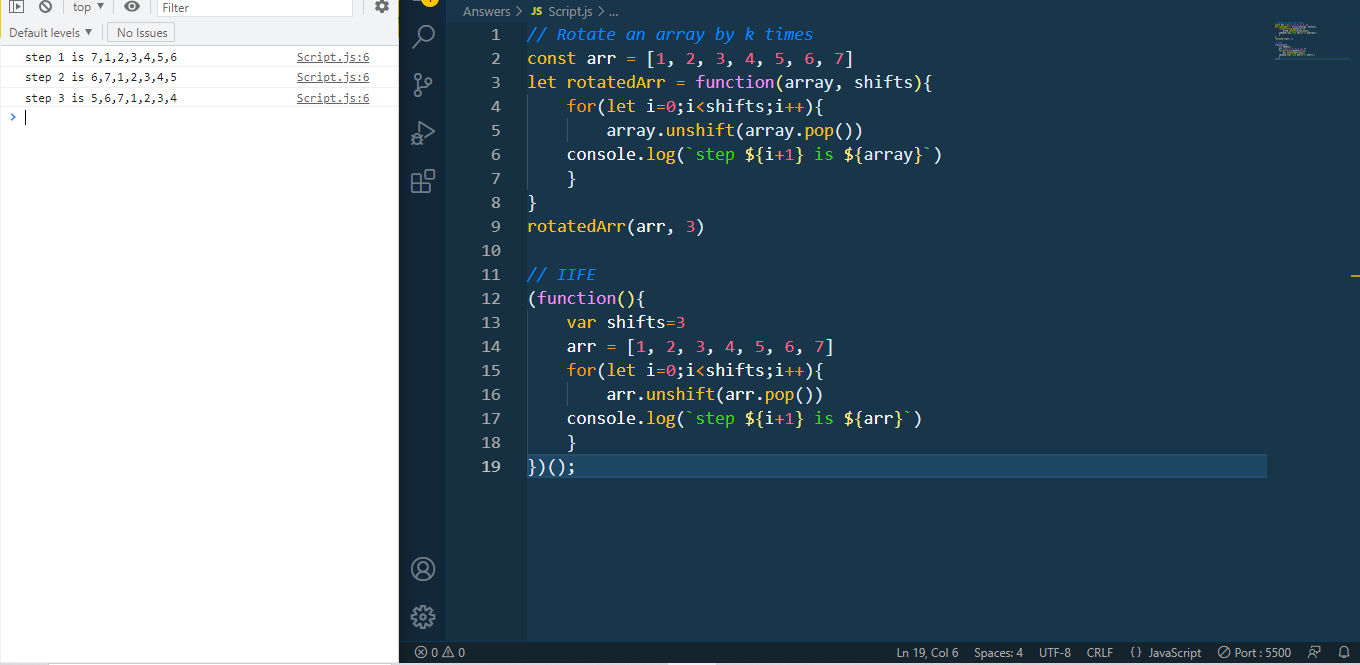 top ▼ Filter
Default levels ▼ No Issues
step 1 is 7,1,2,3,4,5,6 Script.js:6
step 2 is 6,7,1,2,3,4,5 Script.js:6
step 3 is 5,6,7,1,2,3,4 Script.js:6
>
Answers > JS Script.js > ...
1 // Rotate an array by k times
2 const arr = [1, 2, 3, 4, 5, 6, 7]
3 let rotatedArr = function(array, shifts){
4     for(let i=0;i<shifts;i++){
5         array.unshift(array.pop())
6     console.log(`step ${i+1} is ${array}`)
7     }
8 }
9 rotatedArr(arr, 3)
10
11 // IIFE
12 (function(){
13     var shifts=3
14     arr = [1, 2, 3, 4, 5, 6, 7]
15     for(let i=0;i<shifts;i++){
16         arr.unshift(arr.pop())
17     console.log(`step ${i+1} is ${arr}`)
18     }
19 })();
0 0 Ln 19, Col 6 Spaces: 4 UTF-8 CRLF {} JavaScript Port : 5500